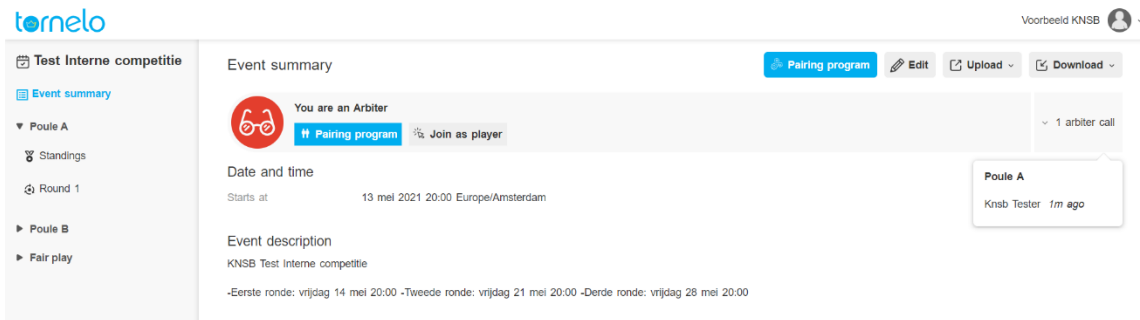 tornelo
Voorbeeld KNSB
Test Interne competitie
Event summary
Poule A
Standings
Round 1
Poule B
Fair play
Event summary
Pairing program
Edit
Upload
Download
You are an Arbiter
Pairing program
Join as player
1 arbiter call
Poule A
Knsb Tester 1m ago
Date and time
Starts at 13 mei 2021 20:00 Europe/Amsterdam
Event description
KNSB Test Interne competitie
-Eerste ronde: vrijdag 14 mei 20:00 -Tweede ronde: vrijdag 21 mei 20:00 -Derde ronde: vrijdag 28 mei 20:00